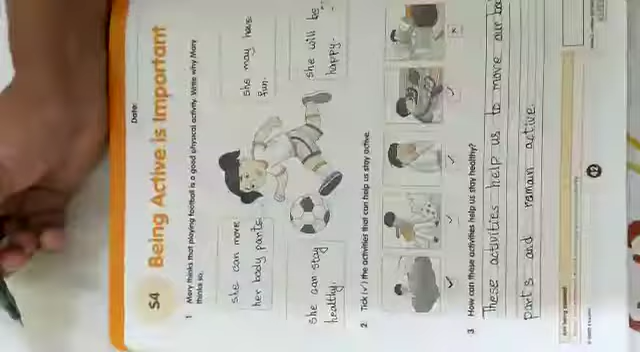 Date:
S4 Being Active is Important
1 Mary thinks that playing football is a good physical activity. Write why Mary
thinks so.
she can move
her body parts.
she may have
fun.
she can stay
healthy.
she will be
happy.
2 Tick (✓) the activities that can help us stay active.
✓ ✓ ✓ ✓ x
3 How can these activities help us stay healthy?
These activities help us to move our
parts and remain active
42